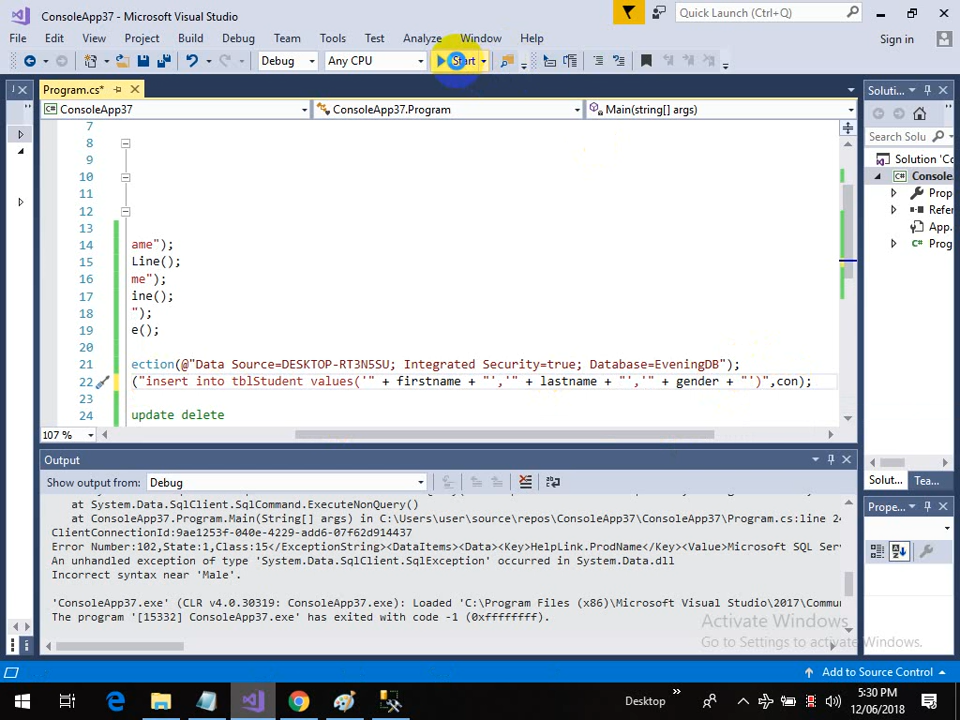 ConsoleApp37 - Microsoft Visual Studio
Quick Launch (Ctrl+Q)
File Edit View Project Build Debug Team Tools Test Analyze Window Help
Sign in
Debug Any CPU Start
Program.cs*
ConsoleApp37 ConsoleApp37.Program Main(string[] args)
7
8
9
10
11
12
13
14 ame");
15 Line();
16 me");
17 ine();
18 ");
19 e();
20
21 ection(@"Data Source=DESKTOP-RT3N5SU; Integrated Security=true; Database=EveningDB");
22 ("insert into tblStudent values('" + firstname + "','" + lastname + "','" + gender + "')",con);
23
24 update delete
107 %
Soluti...
Search Solu
Solution 'Co
Console
Prop
Refer
App.
Prog
Solut... Tea...
Prope...
Output
Show output from: Debug
at System.Data.SqlClient.SqlCommand.ExecuteNonQuery()
at ConsoleApp37.Program.Main(String[] args) in C:\Users\user\source\repos\ConsoleApp37\ConsoleApp37\Program.cs:line 24
ClientConnectionId:9ae1253f-040e-4229-add6-07f62d914437
Error Number:102,State:1,Class:15</ExceptionString><DataItems><Data><Key>HelpLink.ProdName</Key><Value>Microsoft SQL Ser
An unhandled exception of type 'System.Data.SqlClient.SqlException' occurred in System.Data.dll
Incorrect syntax near 'Male'.
'ConsoleApp37.exe' (CLR v4.0.30319: ConsoleApp37.exe): Loaded 'C:\Program Files (x86)\Microsoft Visual Studio\2017\Commu
The program '[15332] ConsoleApp37.exe' has exited with code -1 (0xffffffff).
Activate Windows
Go to Settings to activate Windows.
Add to Source Control
Desktop
5:30 PM
12/06/2018